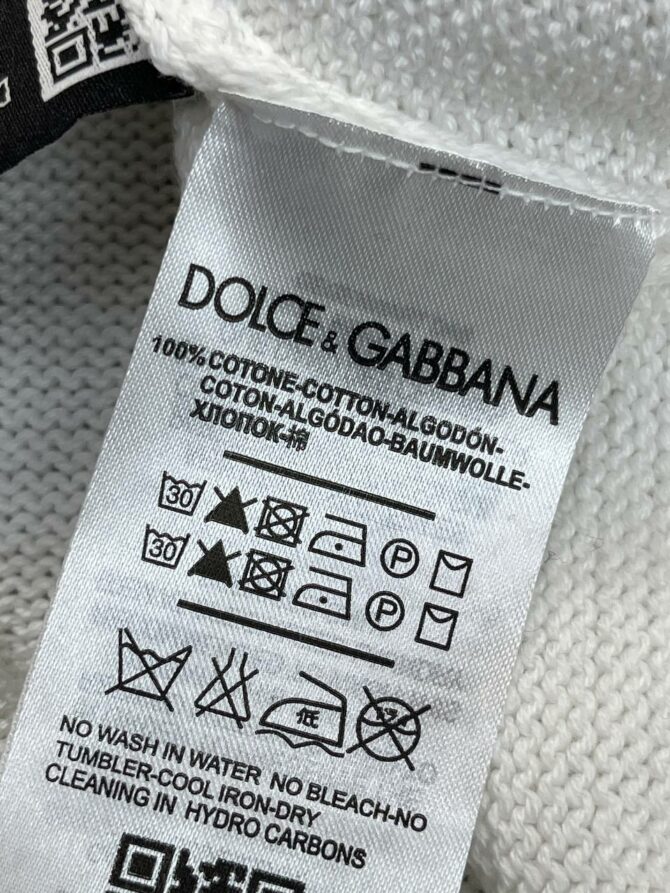 DOLCE & GABBANA
100% COTONE-COTTON-ALGODÓN-
COTON-ALGÓDAO-BAUMWOLLE-
ХЛОПОК-棉
30 P
30 P
低
NO WASH IN WATER NO BLEACH-NO
TUMBLER-COOL IRON-DRY
CLEANING IN HYDRO CARBONS